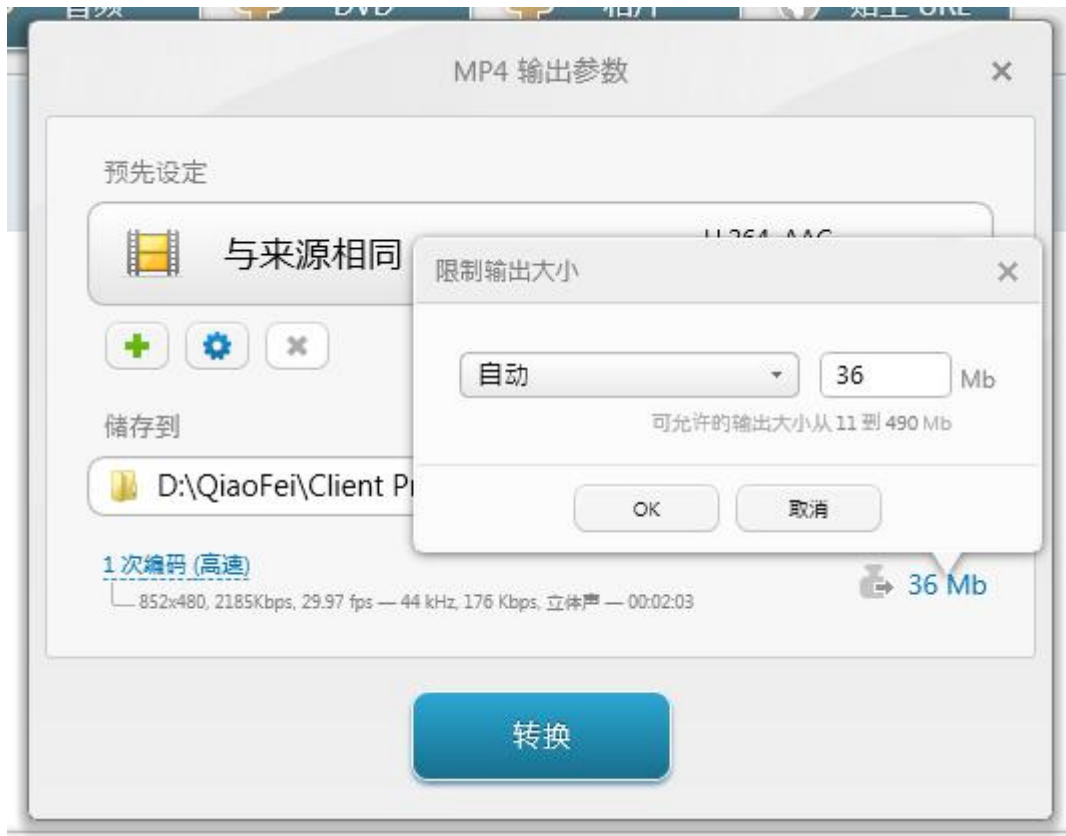 DVD
MP4 输出参数
预先设定
与来源相同
限制输出大小
自动
36
Mb
可允许的输出大小从 11 到 490 Mb
OK
取消
储存到
D:\QiaoFei\Client
1 次编码 (高速)
852x480, 2185Kbps, 29.97 fps — 44 kHz, 176 Kbps, 立体声 — 00:02:03
36 Mb
转换